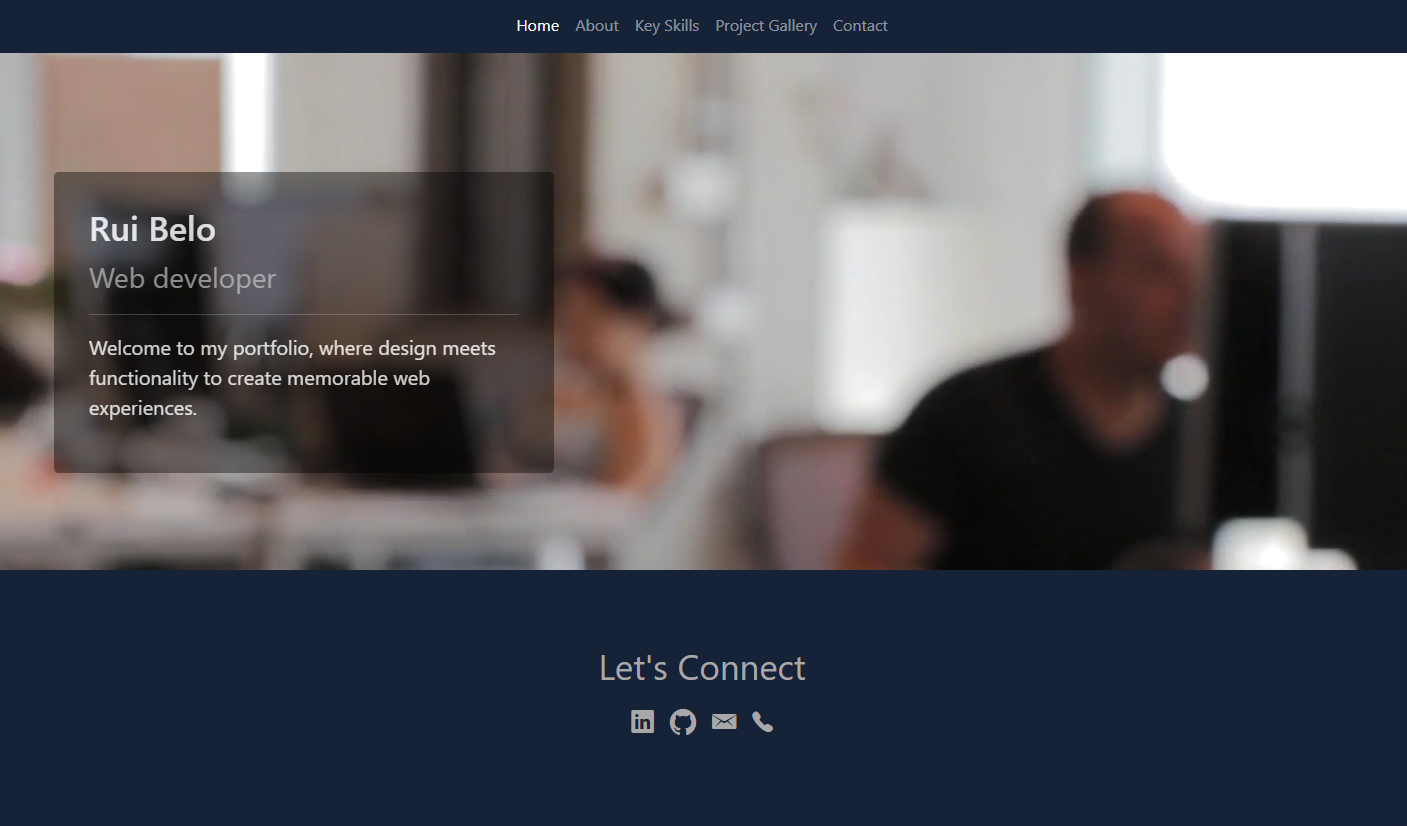 Home About Key Skills Project Gallery Contact
Rui Belo
Web developer
Welcome to my portfolio, where design meets
functionality to create memorable web
experiences.
Let's Connect
in